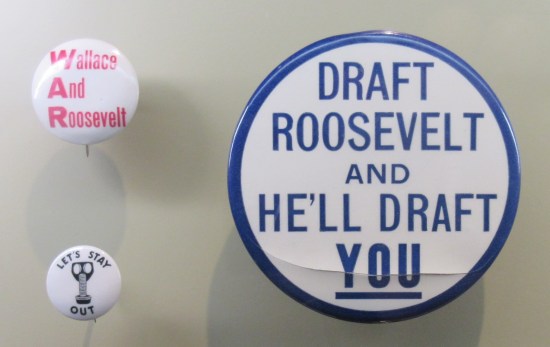 Wallace
And
Roosevelt
LET'S STAY
OUT
DRAFT
ROOSEVELT
AND
HE'LL DRAFT
YOU